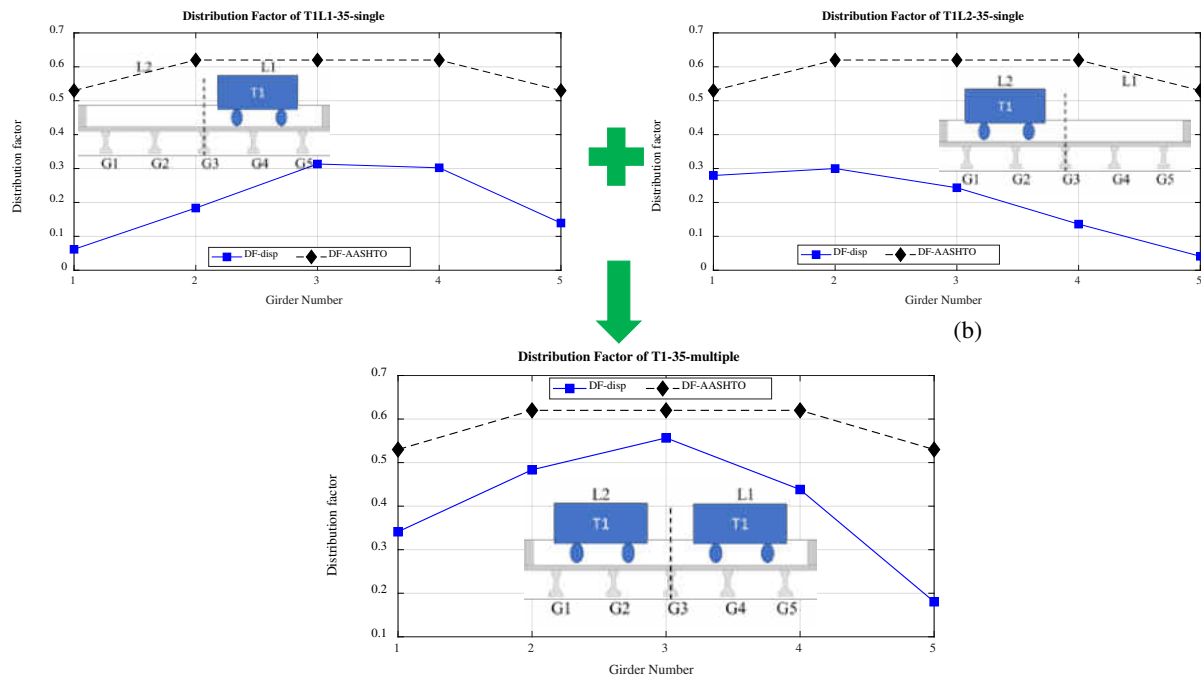 Distribution Factor of T1L1-35-single
0.7
0.6
0.5
0.4
0.3
0.2
0.1
0
Distribution factor
L2
L1
T1
G1 G2 G3 G4 G5
DF-disp DF-AASHTO
1 2 3 4 5
Girder Number
Distribution Factor of T1L2-35-single
0.7
0.6
0.5
0.4
0.3
0.2
0.1
0
Distribution factor
L2
L1
T1
G1 G2 G3 G4 G5
DF-disp DF-AASHTO
1 2 3 4 5
Girder Number
(b)
Distribution Factor of T1-35-multiple
0.7
0.6
0.5
0.4
0.3
0.2
0.1
Distribution factor
DF-disp DF-AASHTO
L2 L1
T1 T1
G1 G2 G3 G4 G5
1 2 3 4 5
Girder Number